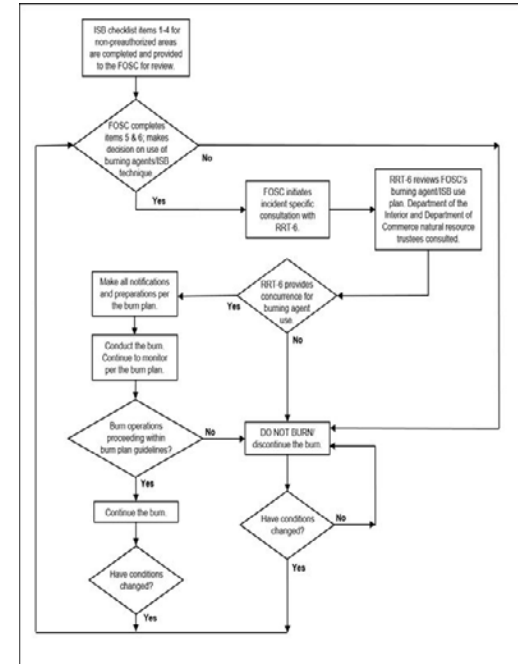 ISB checklist items 1-4 for
non-preauthorized areas
are completed and provided
to the FOSC for review.
FOSC completes
items 5 & 6; makes
decision on use of
burning agents/ISB
technique
No
Yes
FOSC initiates
incident specific
consultation with
RRT-6.
RRT-6 reviews FOSC's
burning agent/ISB use
plan. Department of the
Interior and Department of
Commerce natural resource
trustees consulted.
Make all notifications
and preparations per
the burn plan.
Yes
RRT-6 provides
concurrence for
burning agent
use.
No
Conduct the burn.
Continue to monitor
per the burn plan.
Burn operations
proceeding within
burn plan guidelines?
No
DO NOT BURN/
discontinue the burn.
Yes
Continue the burn.
Have conditions
changed?
No
Have conditions
changed?
Yes
Yes